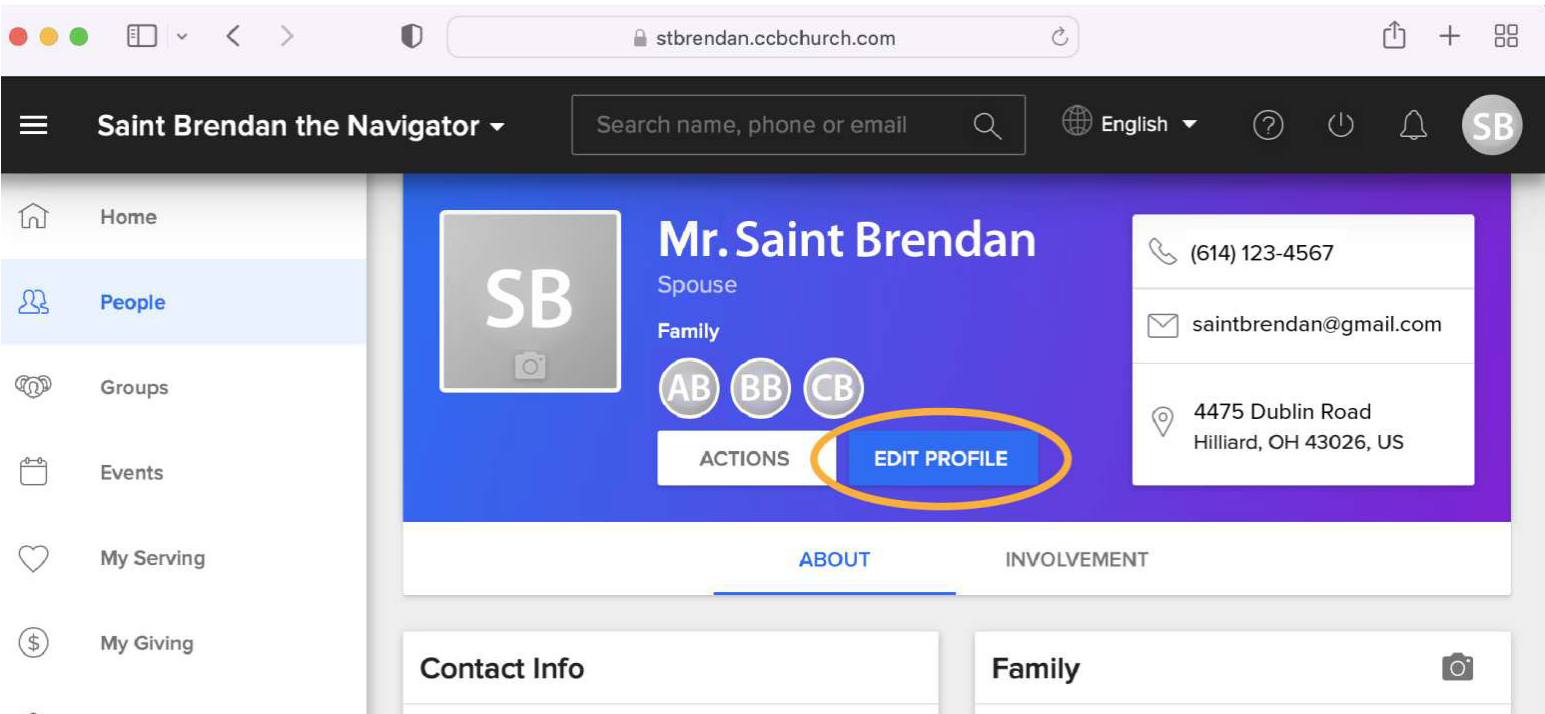 stbrendan.ccbchurch.com
Saint Brendan the Navigator
Search name, phone or email
English
?
SB
Home
People
Groups
Events
My Serving
$
My Giving
SB
Mr. Saint Brendan
Spouse
Family
AB BB CB
ACTIONS
EDIT PROFILE
(614) 123-4567
saintbrendan@gmail.com
4475 Dublin Road
Hilliard, OH 43026, US
ABOUT
INVOLVEMENT
Contact Info
Family